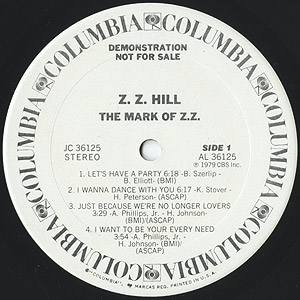 COLUMBIA COLUMBIA COLUMBIA COLUMBIA COLUMBIA
DEMONSTRATION
NOT FOR SALE
Z. Z. HILL
THE MARK OF Z.Z.
JC 36125
STEREO
SIDE 1
AL 36125
℗ 1979 CBS Inc.
1. LET'S HAVE A PARTY 6:18 - B. Szerlip -
B. Elliott- (BMI)
2. I WANNA DANCE WITH YOU 6:17 - K. Stover -
H. Peterson- (ASCAP)
3. JUST BECAUSE WE'RE NO LONGER LOVERS
3:29 - A. Phillips, Jr. - H. Johnson-
(BMI)/(ASCAP)
4. I WANT TO BE YOUR EVERY NEED
3:54 - A. Phillips, Jr. -
H. Johnson- (BMI)/
(ASCAP)
"COLUMBIA", MARCAS REG. PRINTED IN U.S.A.